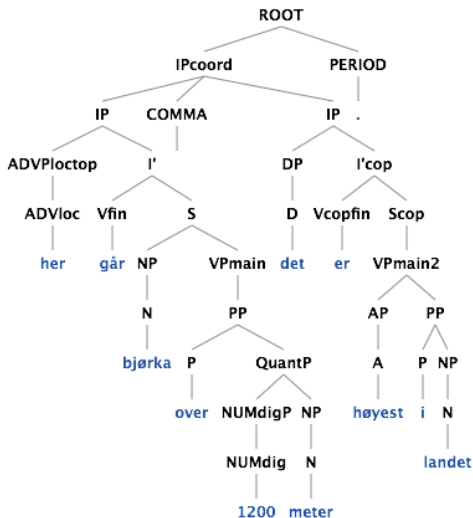 ROOT
IPcoord PERIOD
IP COMMA IP .
ADVPloctop I' DP I'cop
ADVloc Vfin S D Vcopfin Scop
her går NP VPmain det er VPmain2
N PP AP PP
bjørka P QuantP A P NP
over NUMdigP NP høyest i N
NUMdig N landet
1200 meter